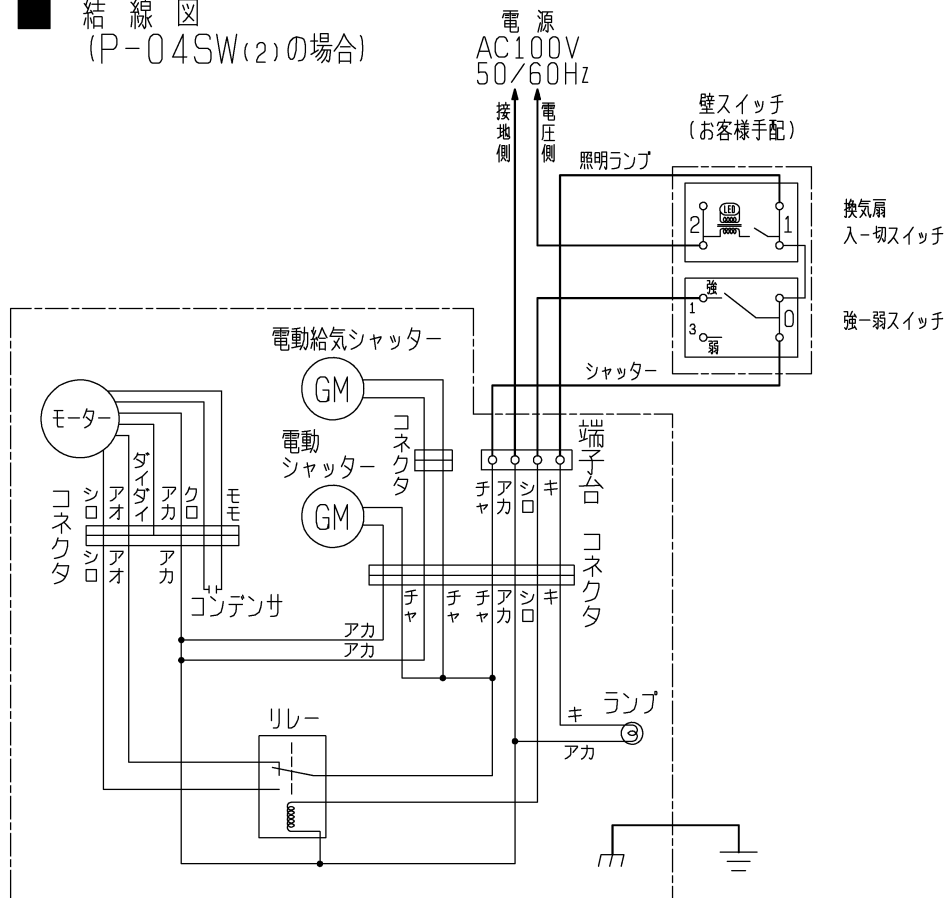 ■ 結線図
(P-04SW(2)の場合)
電源
AC100V
50/60Hz
接地側
電圧側
壁スイッチ
(お客様手配)
照明ランプ
LED
2
1
換気扇
入-切スイッチ
強
1
3
弱
0
強-弱スイッチ
シャッター
電動給気シャッター
GM
モーター
電動
シャッター
GM
コネクタ
端子台
チャ
アカ
シロ
キ
コネクタ
シロ
アオ
ダイダイ
アカ
クロ
モモ
シロ
アオ
アカ
コンデンサ
コネクタ
チャ
チャ
チャ
アカ
シロ
キ
アカ
アカ
リレー
キ
ランプ
アカ